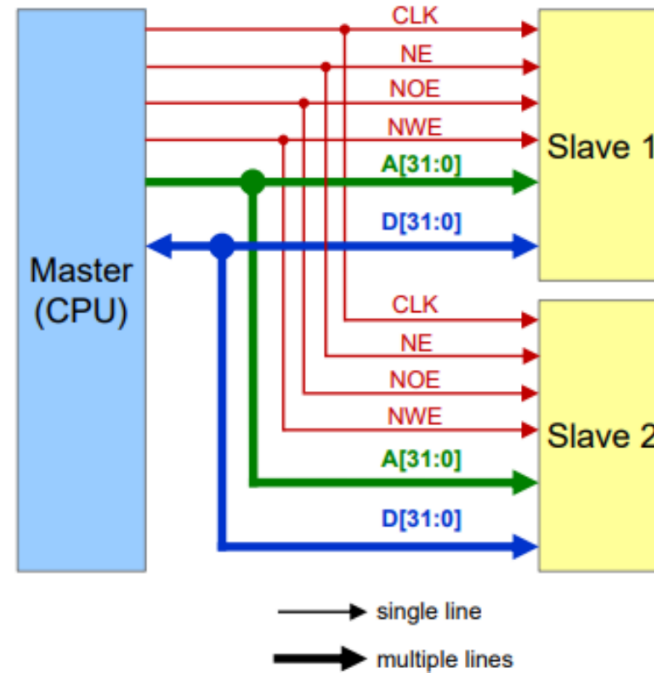 CLK
NE
NOE
NWE
A[31:0]
D[31:0]
Slave 1
Master
(CPU)
CLK
NE
NOE
NWE
A[31:0]
D[31:0]
Slave 2
single line
multiple lines